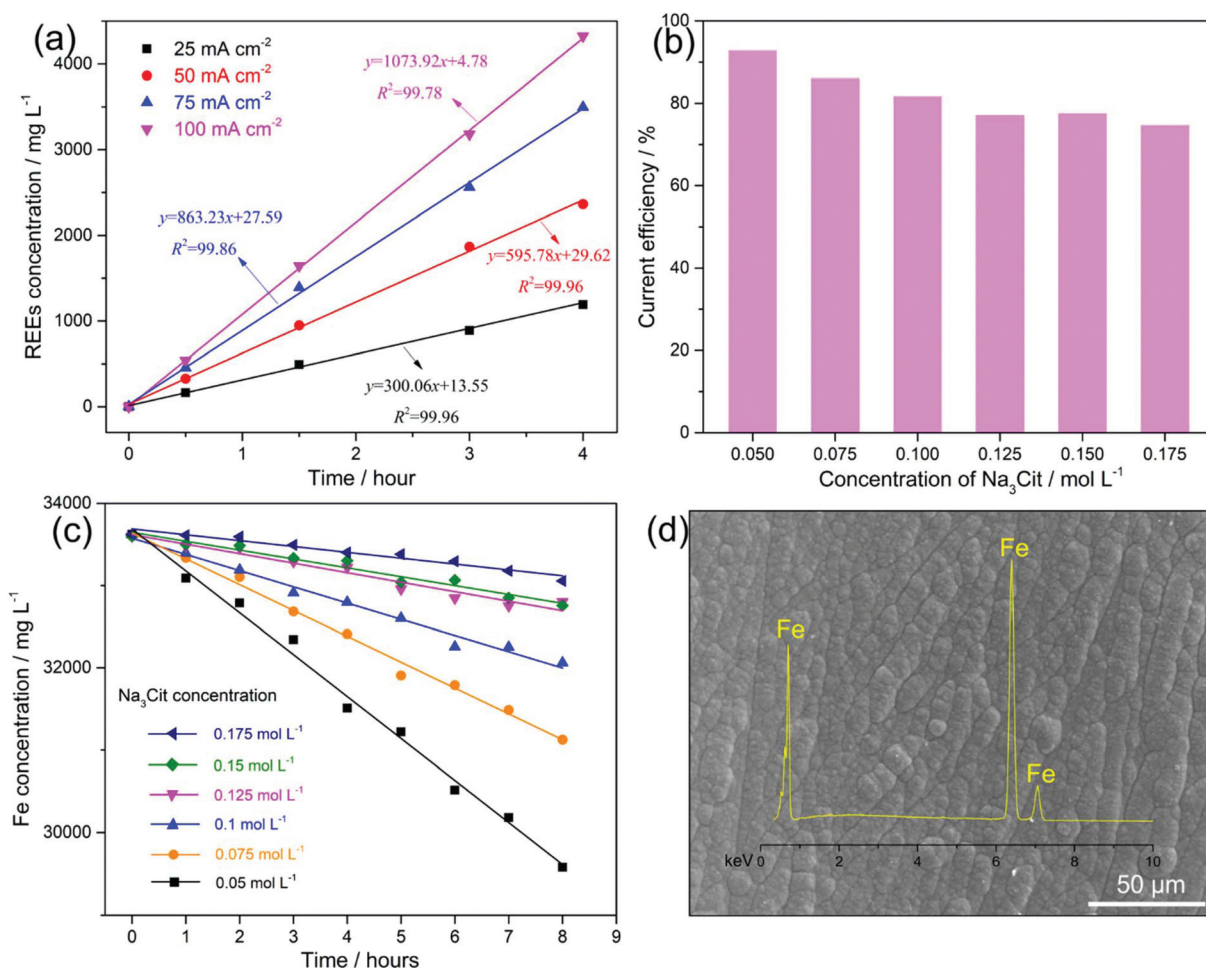 (a)
25 mA cm⁻²
50 mA cm⁻²
75 mA cm⁻²
100 mA cm⁻²
y=1073.92x+4.78
R²=99.78
y=863.23x+27.59
R²=99.86
y=595.78x+29.62
R²=99.96
y=300.06x+13.55
R²=99.96
REEs concentration / mg L⁻¹
4000
3000
2000
1000
0
0 1 2 3 4
Time / hour
(b)
Current efficiency / %
100
80
60
40
20
0
0.050 0.075 0.100 0.125 0.150 0.175
Concentration of Na₃Cit / mol L⁻¹
(c)
Fe concentration / mg L⁻¹
34000
32000
30000
Na₃Cit concentration
0.175 mol L⁻¹
0.15 mol L⁻¹
0.125 mol L⁻¹
0.1 mol L⁻¹
0.075 mol L⁻¹
0.05 mol L⁻¹
0 1 2 3 4 5 6 7 8 9
Time / hours
(d)
Fe
Fe
Fe
keV 0 2 4 6 8 10
50 µm